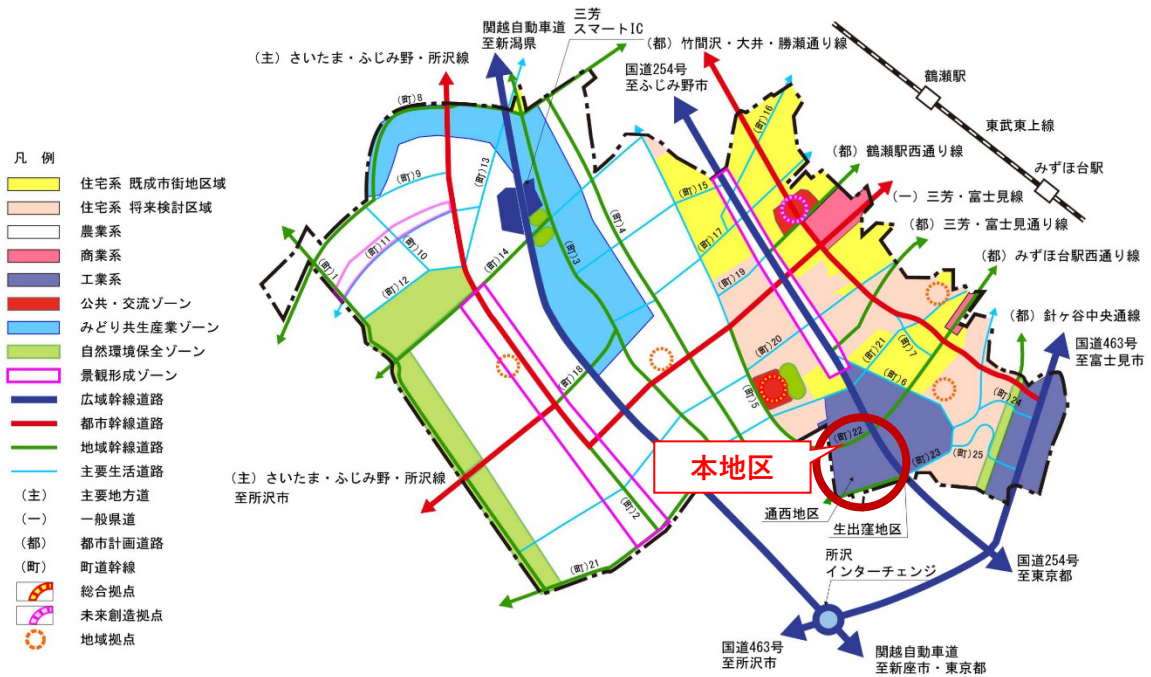 三芳
スマートIC
関越自動車道
至新潟県
(主) さいたま・ふじみ野・所沢線
(都) 竹間沢・大井・勝瀬通り線
国道254号
至ふじみ野市
鶴瀬駅
東武東上線
みずほ台駅
(都) 鶴瀬駅西通り線
(一) 三芳・富士見線
(都) 三芳・富士見通り線
(都) みずほ台駅西通り線
(都) 針ヶ谷中央通線
国道463号
至富士見市
凡 例
住宅系 既成市街地区域
住宅系 将来検討区域
農業系
商業系
工業系
公共・交流ゾーン
みどり共生産業ゾーン
自然環境保全ゾーン
景観形成ゾーン
広域幹線道路
都市幹線道路
地域幹線道路
主要生活道路
(主) 主要地方道
(一) 一般県道
(都) 都市計画道路
(町) 町道幹線
総合拠点
未来創造拠点
地域拠点
(町)8
(町)13
(町)9
(町)11
(町)10
(町)1
(町)12
(町)14
(町)3
(町)4
(町)15
(町)16
(町)17
(町)19
(町)20
(町)18
(町)5
(町)21
(町)7
(町)6
(町)22
(町)23
(町)24
(町)25
(町)2
(町)21
本地区
(主) さいたま・ふじみ野・所沢線
至所沢市
通西地区
生出窪地区
所沢
インターチェンジ
国道254号
至東京都
国道463号
至所沢市
関越自動車道
至新座市・東京都